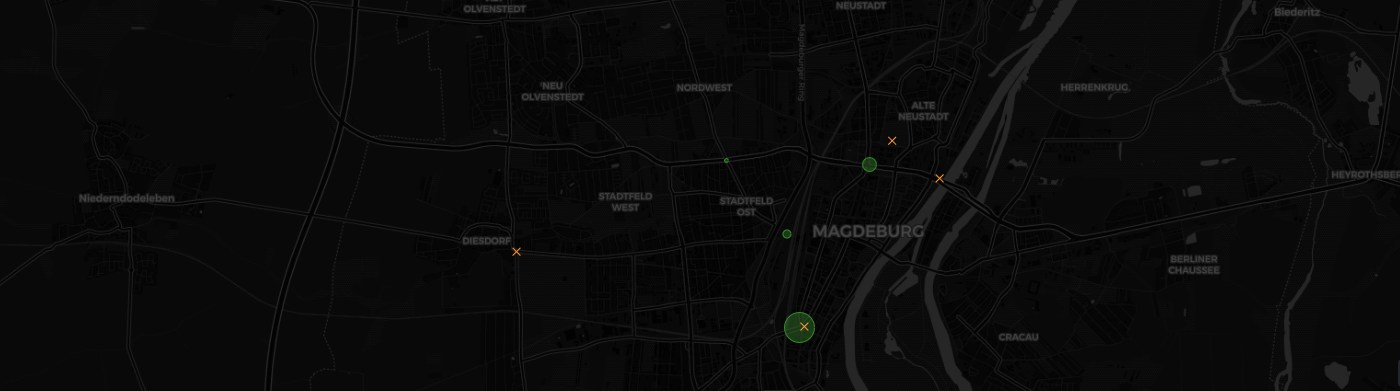 OLVENSTEDT
NEUSTADT
Biederitz
Magdeburger Ring
NEU
OLVENSTEDT
NORDWEST
HERRENKRUG
ALTE
NEUSTADT
HEYROTHSBER
Niederndodeleben
STADTFELD
WEST
STADTFELD
OST
MAGDEBURG
DIESDORF
BERLINER
CHAUSSEE
CRACAU